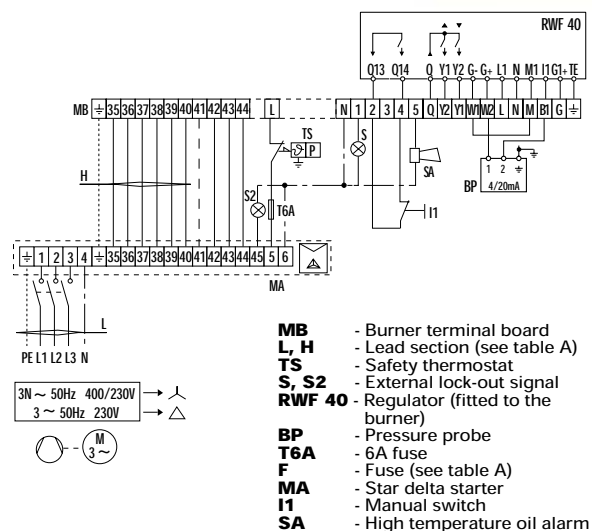 RWF 40
Q13 Q14 Q Y1 Y2 G- G+ L1 N M1 I1 G1+ TE
MB 35 36 37 38 39 40 41 42 43 44 L N 1 2 3 4 5 Q Y2 Y1 W1 W2 L N M B1 G
TS
P
S
SA
1 2
BP 4/20mA
H
S2
T6A
I1
1 2 3 4 35 36 37 38 39 40 41 42 43 44 45 5 6
MA
L
PE L1 L2 L3 N
3N ~ 50Hz 400/230V
3 ~ 50Hz 230V
M
3~
MB - Burner terminal board
L, H - Lead section (see table A)
TS - Safety thermostat
S, S2 - External lock-out signal
RWF 40 - Regulator (fitted to the
burner)
BP - Pressure probe
T6A - 6A fuse
F - Fuse (see table A)
MA - Star delta starter
I1 - Manual switch
SA - High temperature oil alarm